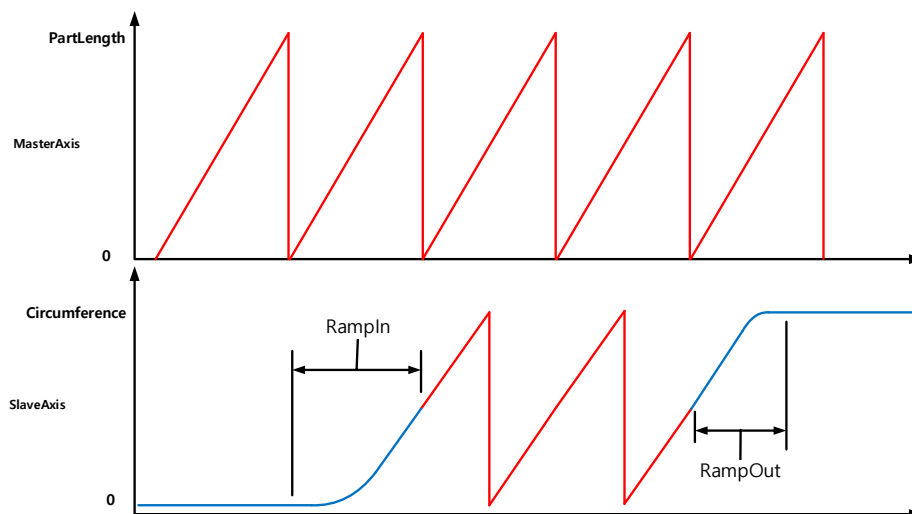 PartLength
MasterAxis
0
Circumference
RampIn
SlaveAxis
RampOut
0